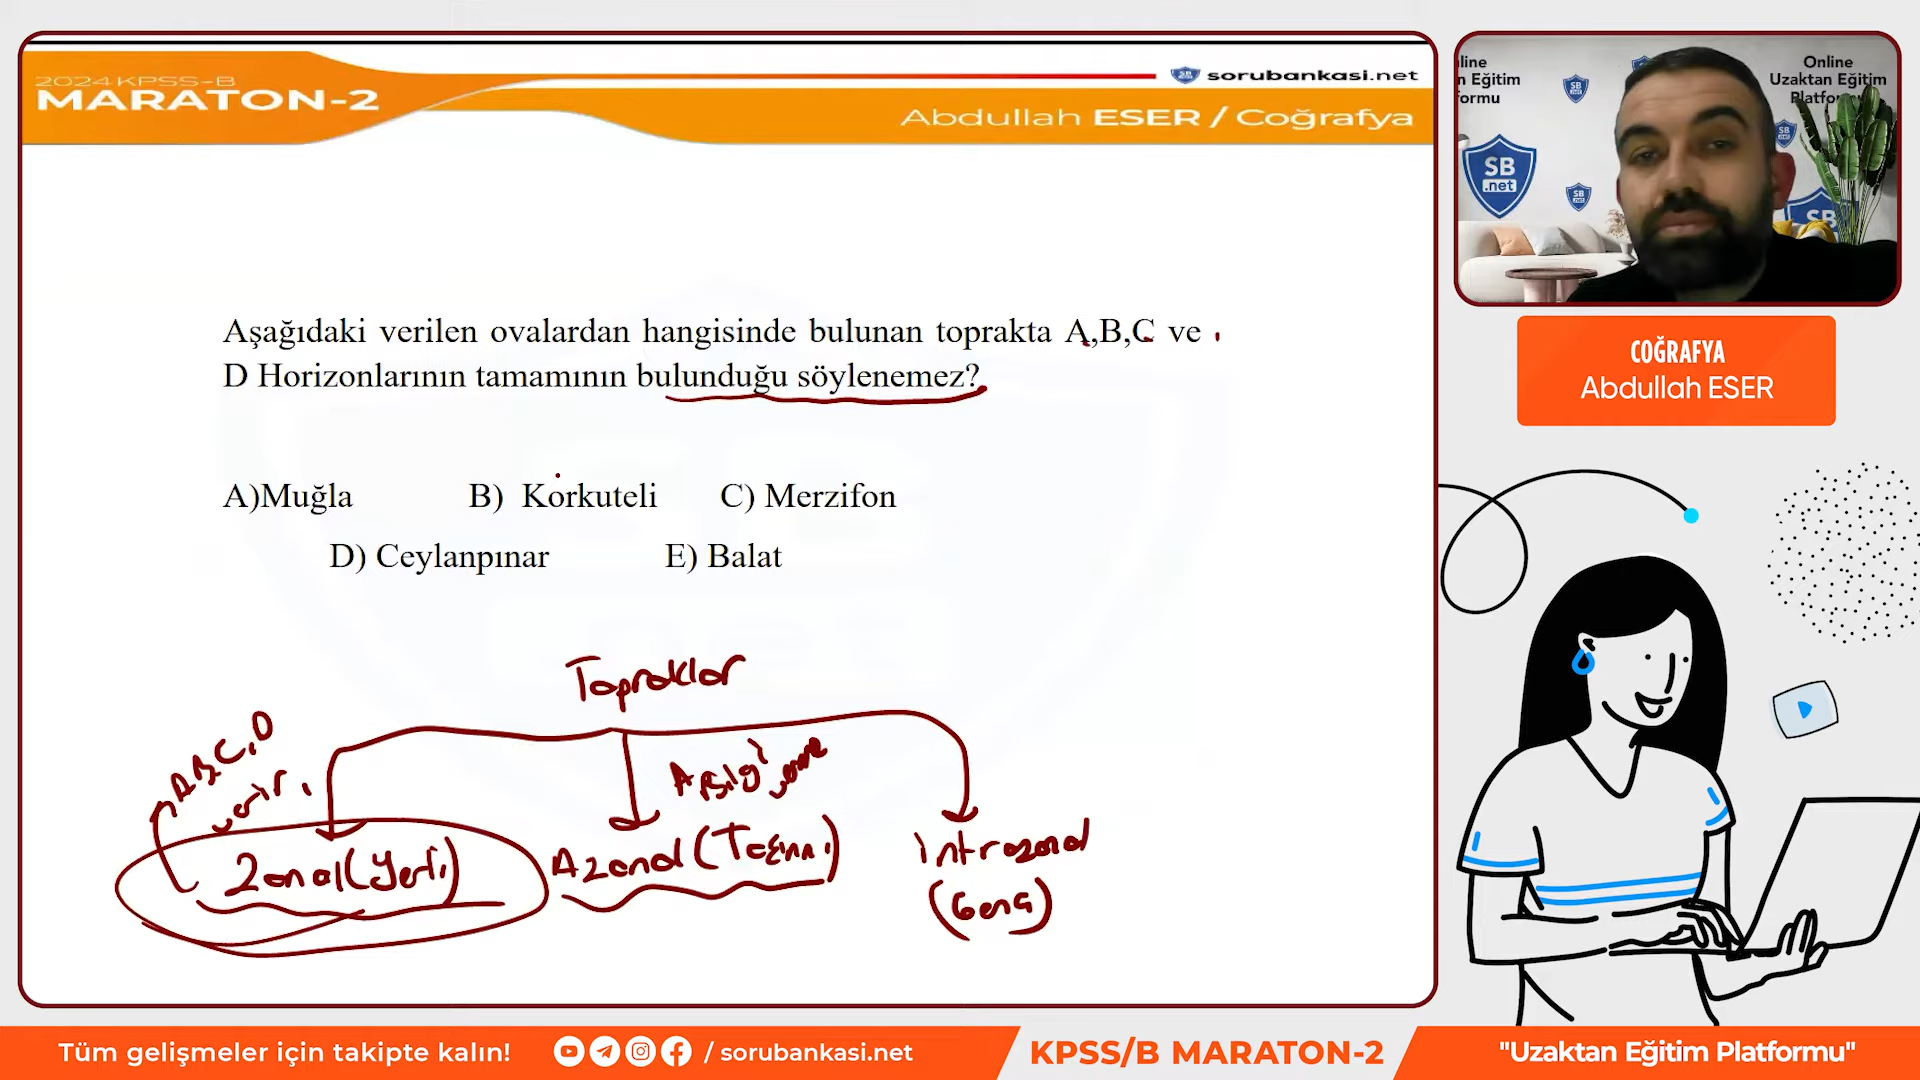 2024 KPSS-B
MARATON-2
sorubankasi.net
Abdullah ESER / Coğrafya
Aşağıdaki verilen ovalardan hangisinde bulunan toprakta A,B,C ve
D Horizonlarının tamamının bulunduğu söylenemez?
A)Muğla B) Korkuteli C) Merzifon
D) Ceylanpınar E) Balat
Topraklar
A,B,C,D
Zonal (Yerli)
Azonal (Taşınmış)
intrazonal
(Genç)
Online
Uzaktan Eğitim
Platformu
SB
.net
COĞRAFYA
Abdullah ESER
Tüm gelişmeler için takipte kalın! / sorubankasi.net
KPSS/B MARATON-2
"Uzaktan Eğitim Platformu"